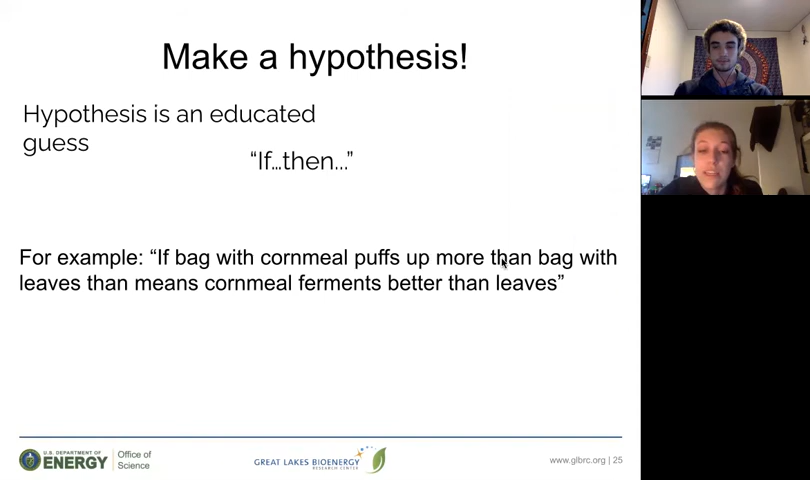 Make a hypothesis!
Hypothesis is an educated
guess
“If…then...”
For example: “If bag with cornmeal puffs up more than bag with
leaves than means cornmeal ferments better than leaves”
U.S. DEPARTMENT OF
ENERGY
Office of
Science
GREAT LAKES BIOENERGY
RESEARCH CENTER
www.glbrc.org | 25